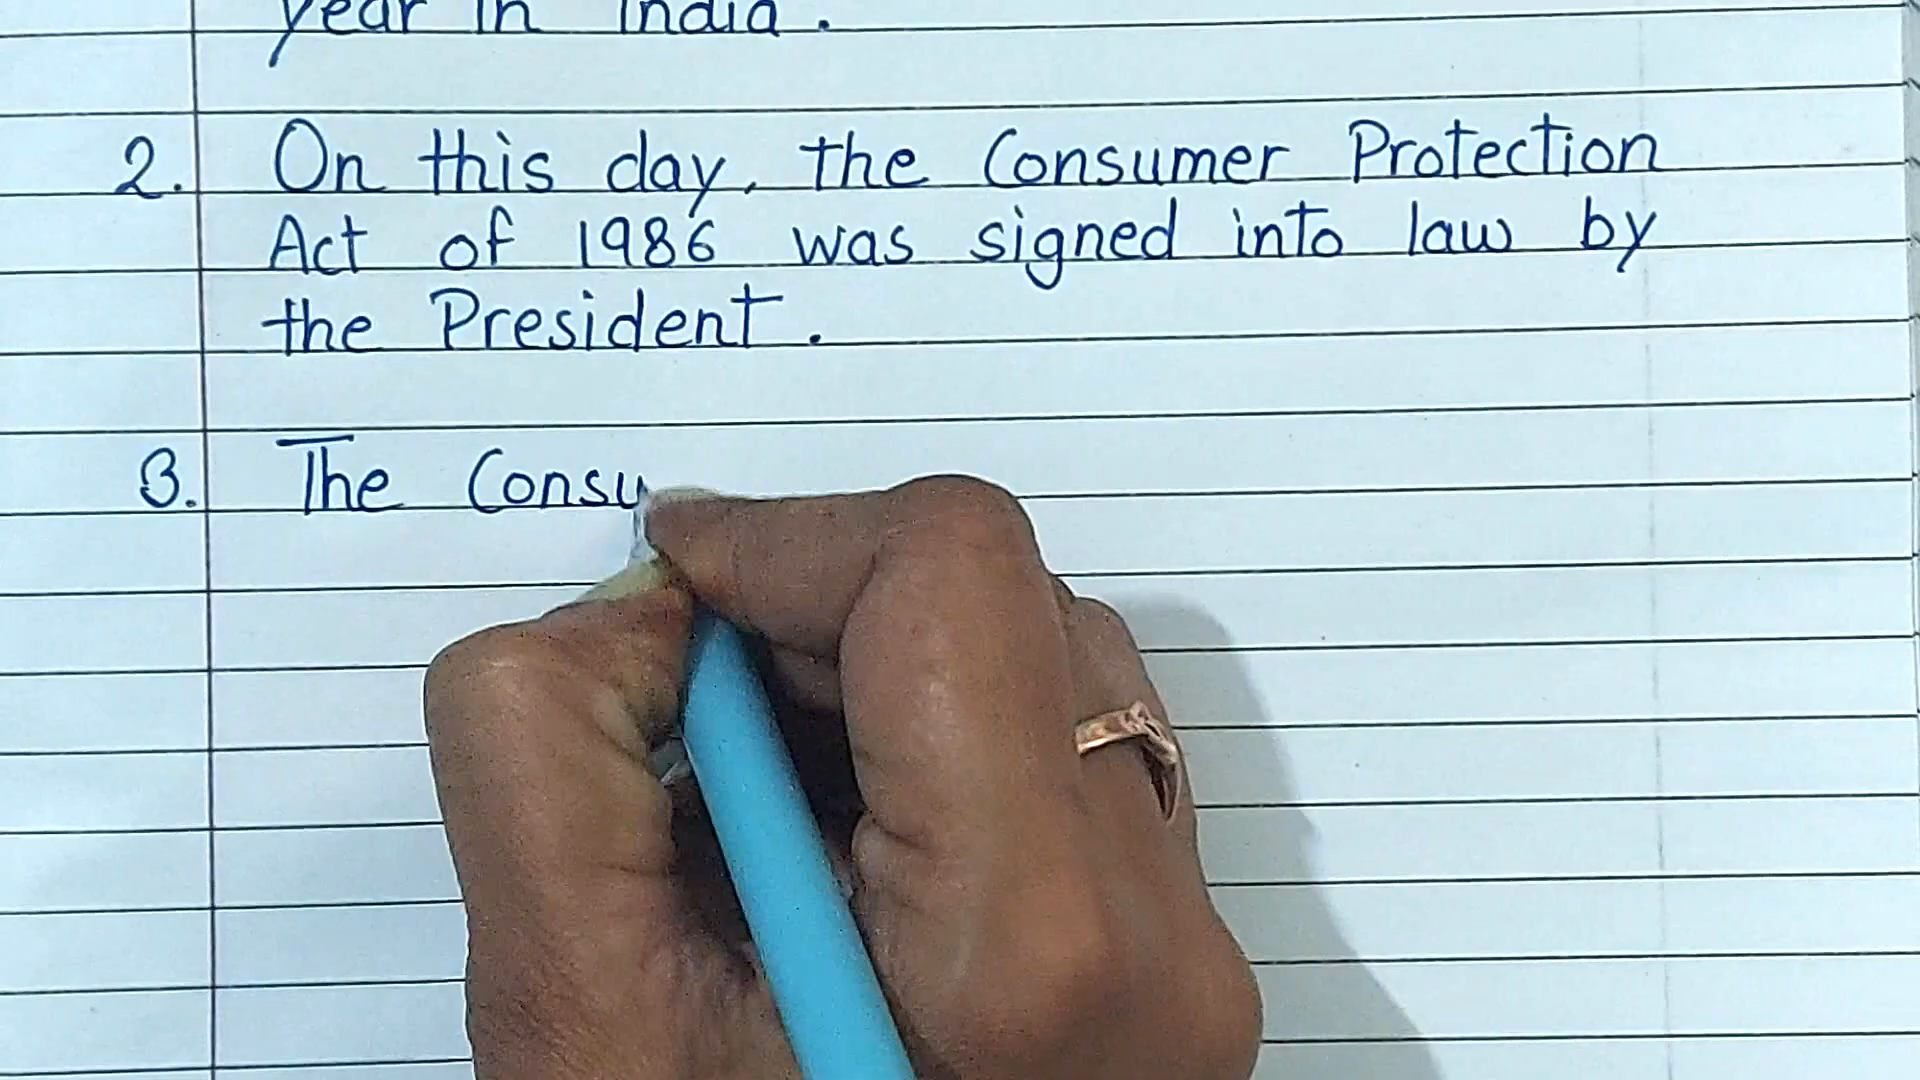 year in India.
2. On this day, the Consumer Protection
Act of 1986 was signed into law by
the President.
3. The Consu